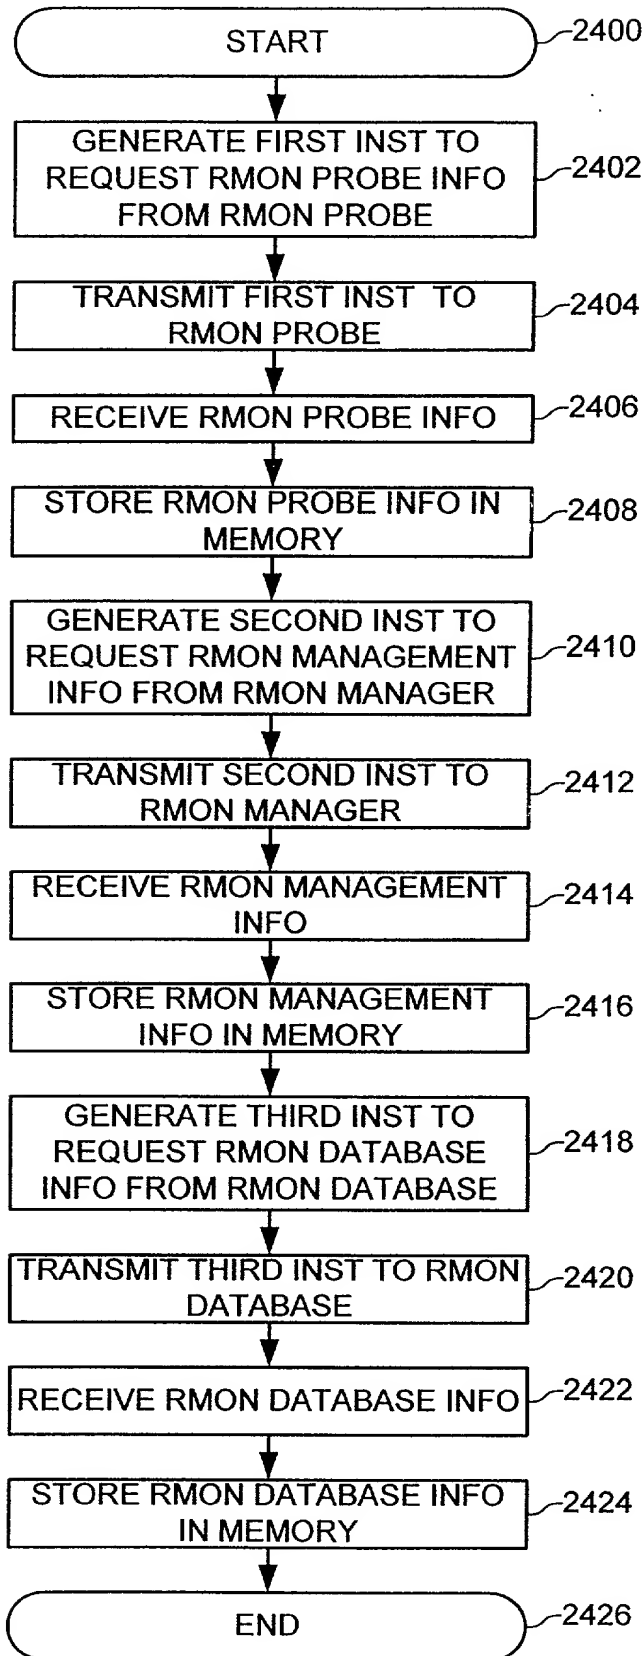 START
2400
GENERATE FIRST INST TO
REQUEST RMON PROBE INFO
FROM RMON PROBE
2402
TRANSMIT FIRST INST TO
RMON PROBE
2404
RECEIVE RMON PROBE INFO
2406
STORE RMON PROBE INFO IN
MEMORY
2408
GENERATE SECOND INST TO
REQUEST RMON MANAGEMENT
INFO FROM RMON MANAGER
2410
TRANSMIT SECOND INST TO
RMON MANAGER
2412
RECEIVE RMON MANAGEMENT
INFO
2414
STORE RMON MANAGEMENT
INFO IN MEMORY
2416
GENERATE THIRD INST TO
REQUEST RMON DATABASE
INFO FROM RMON DATABASE
2418
TRANSMIT THIRD INST TO RMON
DATABASE
2420
RECEIVE RMON DATABASE INFO
2422
STORE RMON DATABASE INFO
IN MEMORY
2424
END
2426